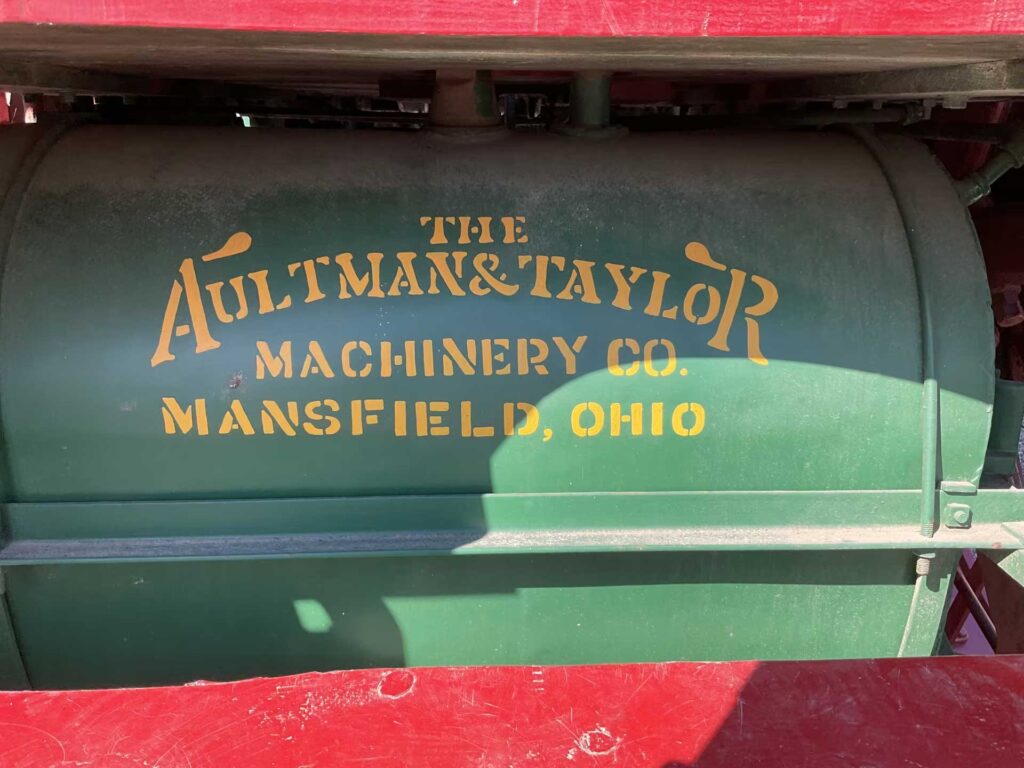 THE
AULTMAN & TAYLOR
MACHINERY CO.
MANSFIELD, OHIO